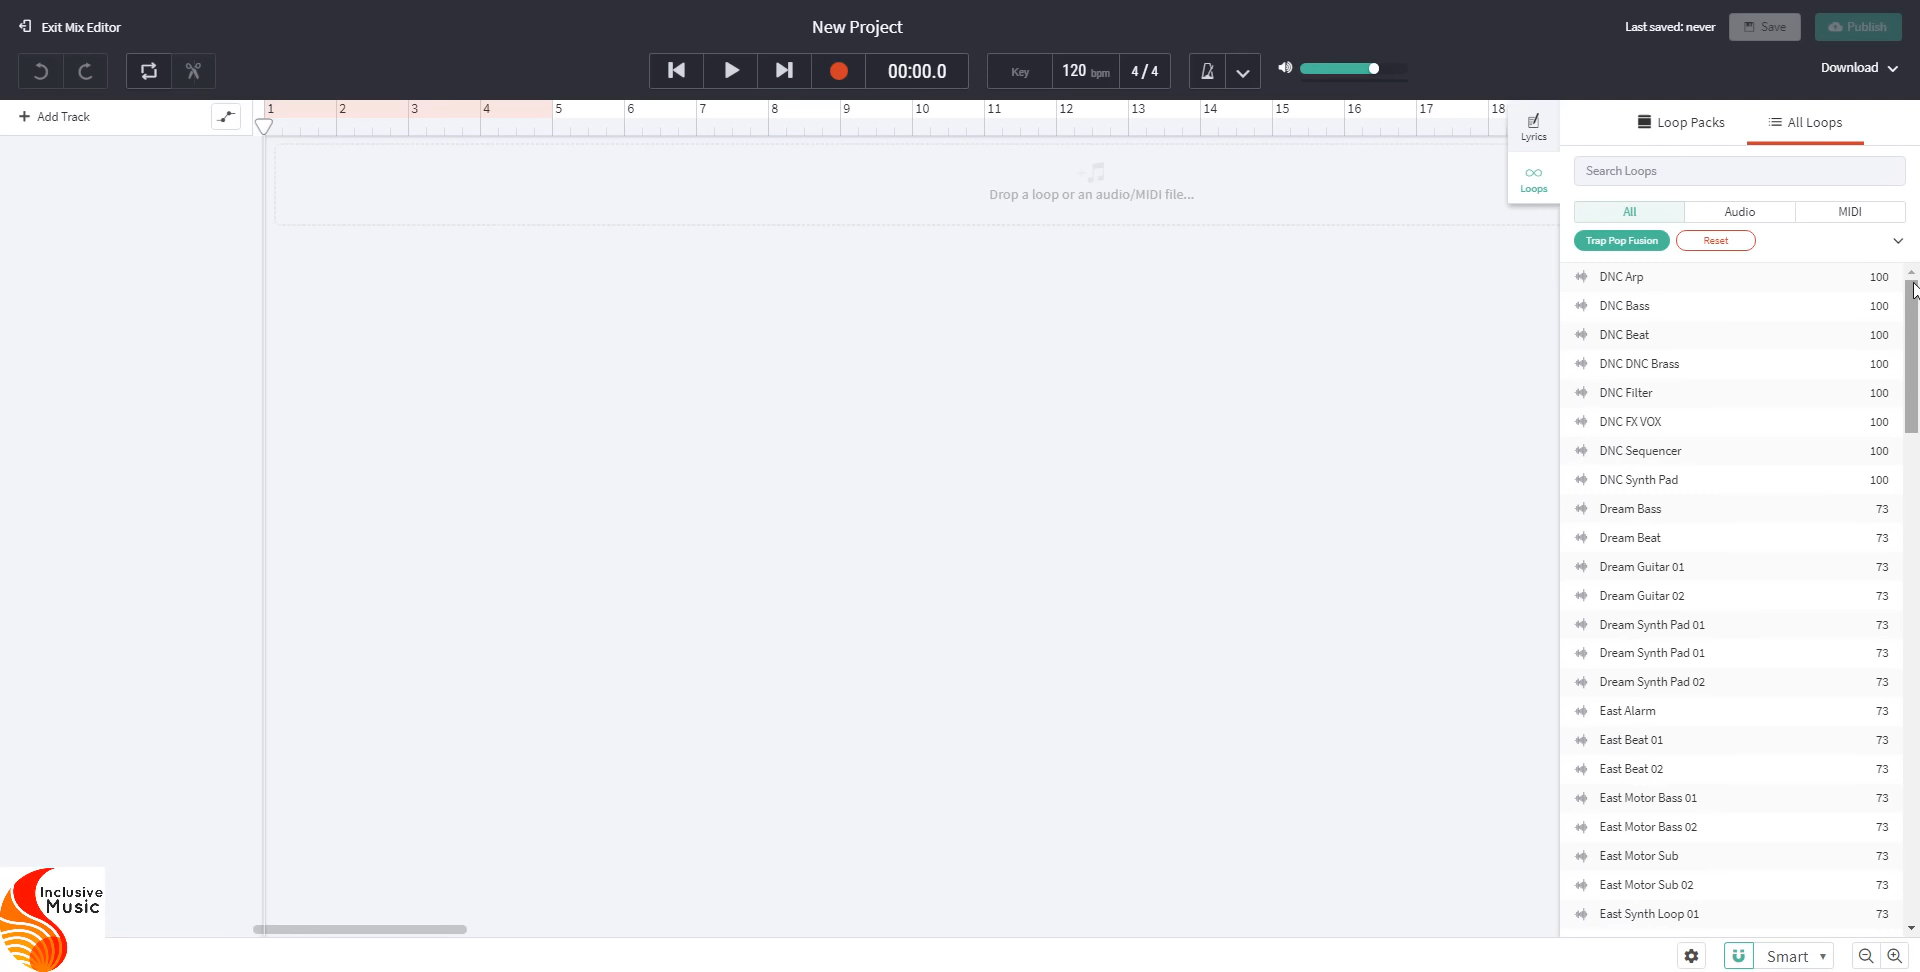 Exit Mix Editor
New Project
Last saved: never
Save
Publish
00:00.0
Key
120 bpm
4/4
Download
Add Track
1 2 3 4 5 6 7 8 9 10 11 12 13 14 15 16 17 18
Drop a loop or an audio/MIDI file...
Lyrics
Loops
Loop Packs
All Loops
Search Loops
All
Audio
MIDI
Trap Pop Fusion
Reset
DNC Arp 100
DNC Bass 100
DNC Beat 100
DNC DNC Brass 100
DNC Filter 100
DNC FX VOX 100
DNC Sequencer 100
DNC Synth Pad 100
Dream Bass 73
Dream Beat 73
Dream Guitar 01 73
Dream Guitar 02 73
Dream Synth Pad 01 73
Dream Synth Pad 01 73
Dream Synth Pad 02 73
East Alarm 73
East Beat 01 73
East Beat 02 73
East Motor Bass 01 73
East Motor Bass 02 73
East Motor Sub 73
East Motor Sub 02 73
East Synth Loop 01 73
Inclusive
Music
Smart